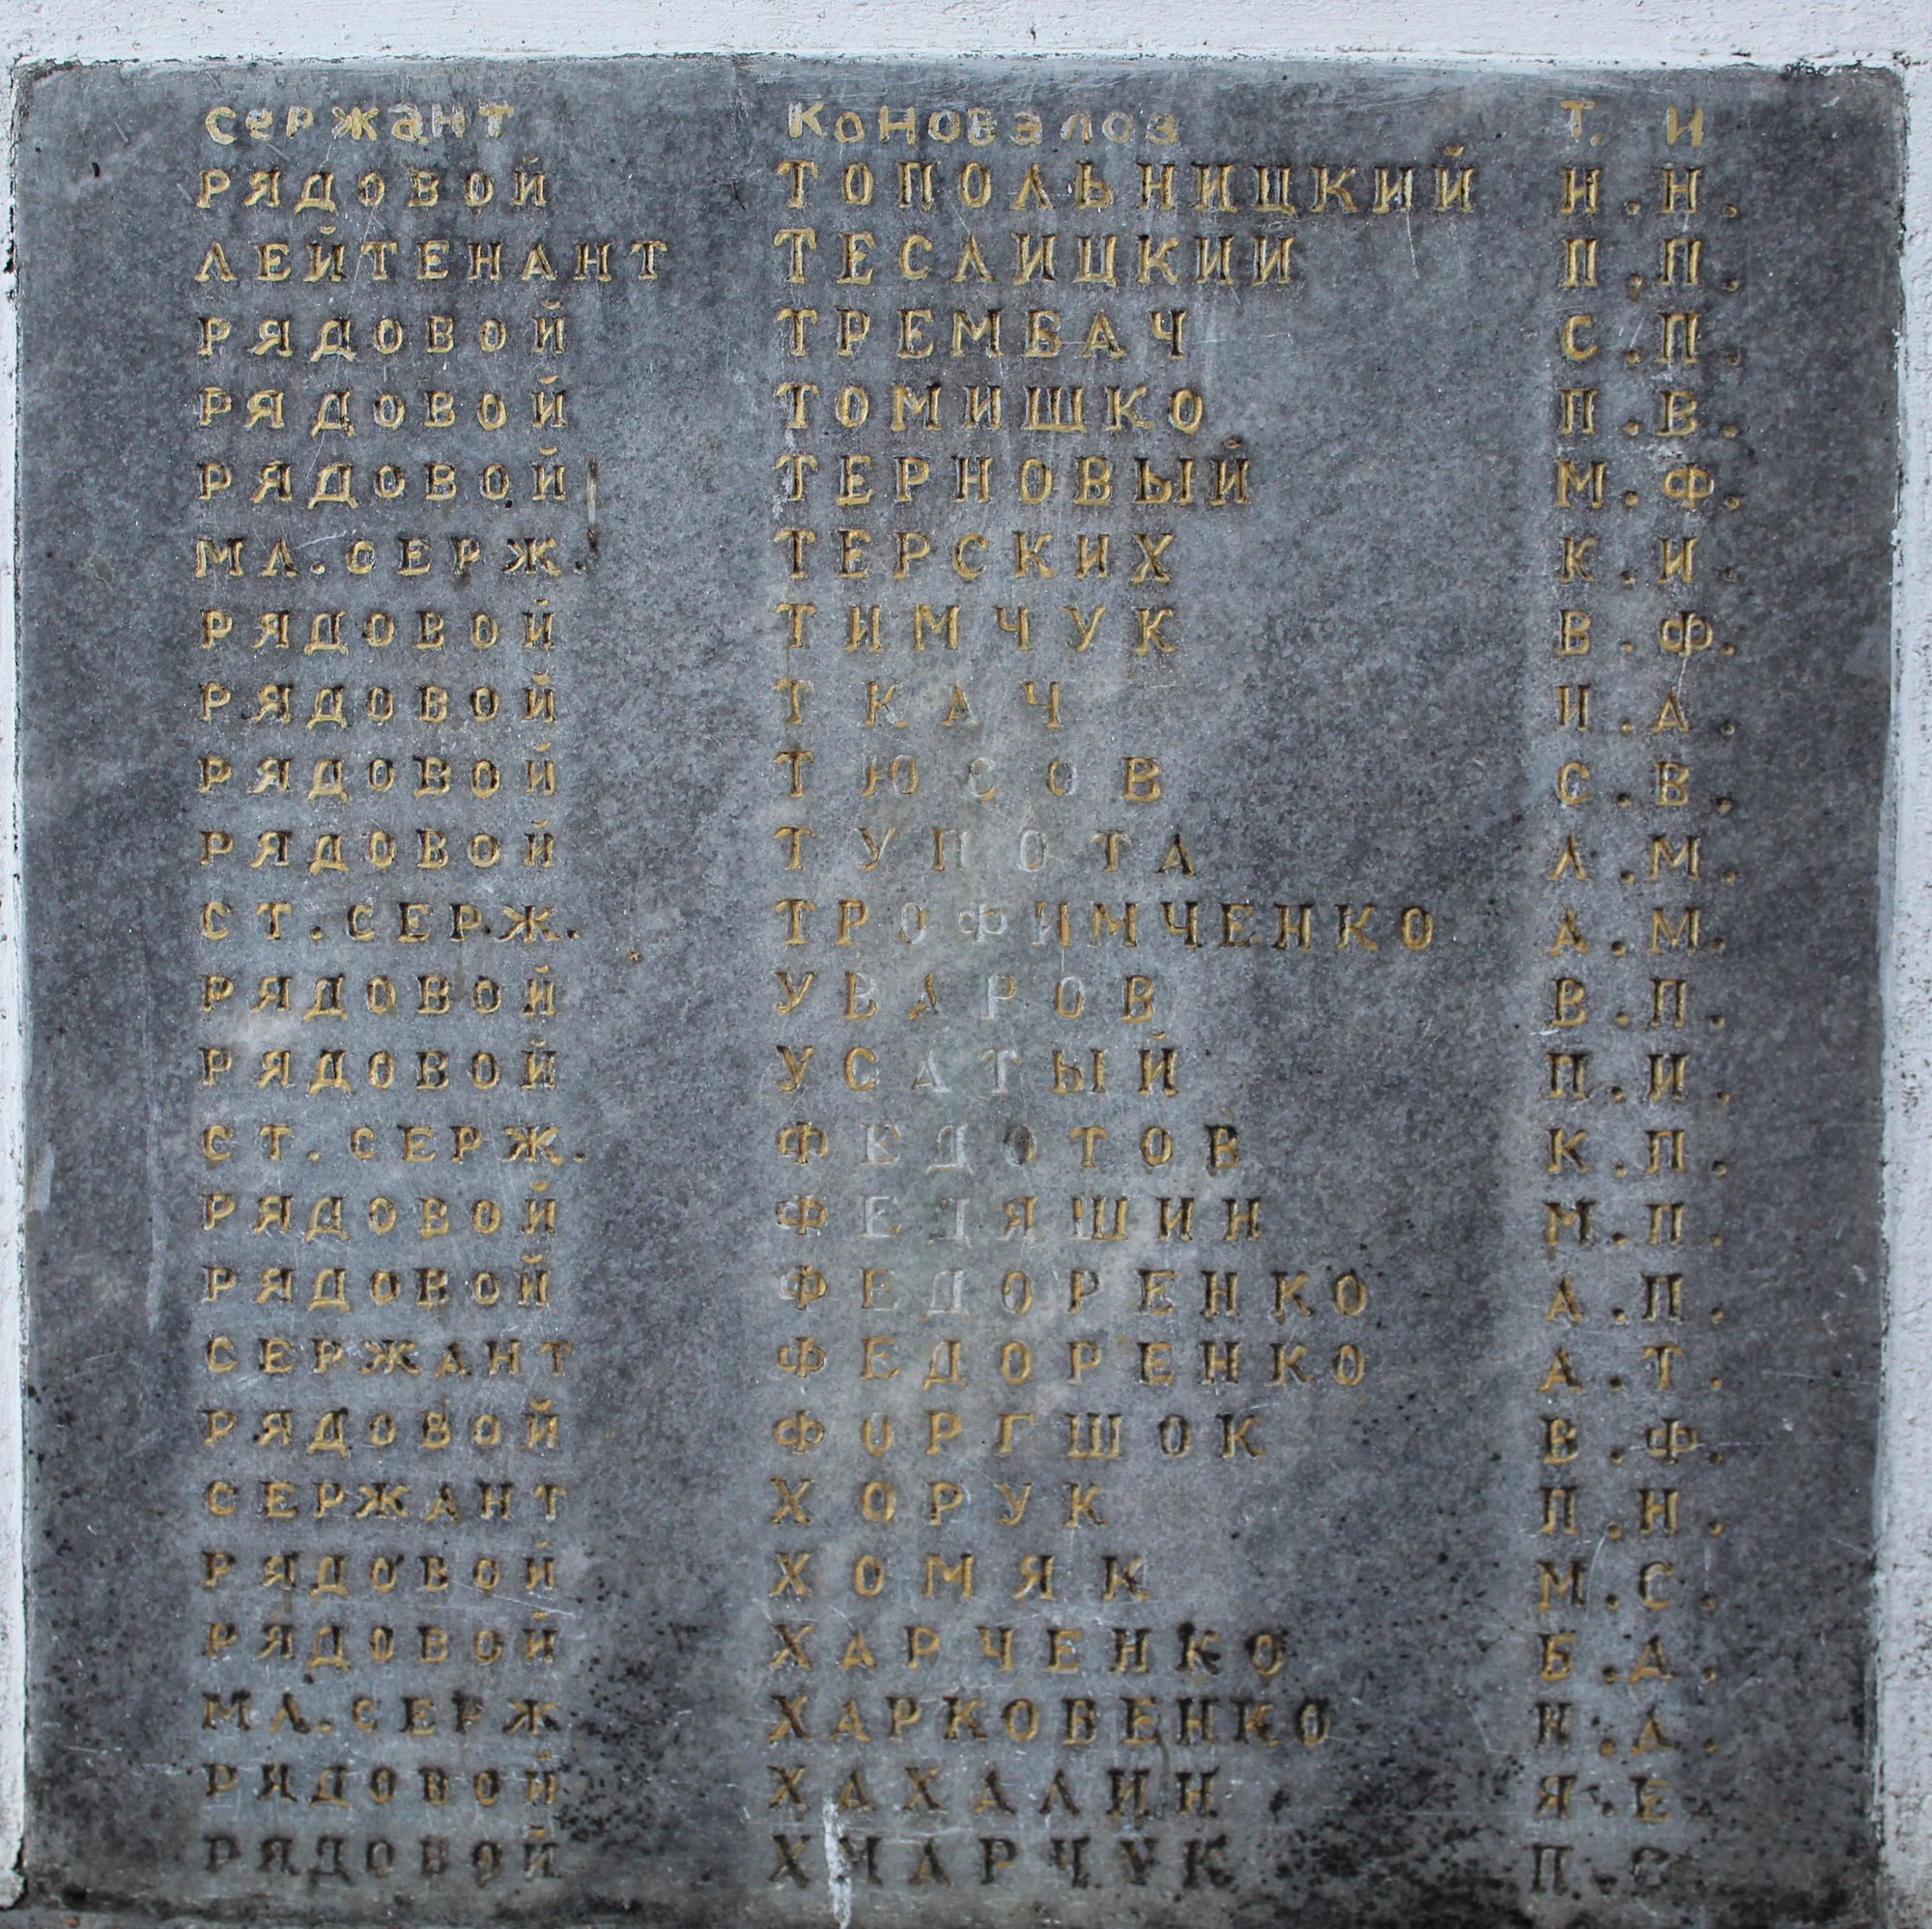 сержант Коновалов Т. И
РЯДОВОЙ ТОПОЛЬНИЦКИЙ Н.Н.
ЛЕЙТЕНАНТ ТЕСЛИЦКИИ П.П.
РЯДОВОЙ ТРЕМБАЧ С.П.
РЯДОВОЙ ТОМИШКО П.В.
РЯДОВОЙ ТЕРНОВЫЙ М.Ф.
МЛ.СЕРЖ. ТЕРСКИХ К.И.
РЯДОВОЙ ТИМЧУК В.Ф.
РЯДОВОЙ ТКАЧ Н.А.
РЯДОВОЙ ТЮСОВ С.В.
РЯДОВОЙ ТУПОТА Л.М.
СТ.СЕРЖ. ТРОФИМЧЕНКО А.М.
РЯДОВОЙ УВАРОВ В.П.
РЯДОВОЙ УСАТЫЙ П.И.
СТ.СЕРЖ. ФЕДОТОВ К.П.
РЯДОВОЙ ФЕДЯШИН М.П.
РЯДОВОЙ ФЕДОРЕНКО А.П.
СЕРЖАНТ ФЕДОРЕНКО А.Т.
РЯДОВОЙ ФОРГШОК В.Ф.
СЕРЖАНТ ХОРУК П.Н.
РЯДОВОЙ ХОМЯК М.С.
РЯДОВОЙ ХАРЧЕНКО Б.А.
МЛ.СЕРЖ ХАРКОВЕНКО Н.А.
РЯДОВОЙ ХАХАЛИН Я.Е.
РЯДОВОЙ ХМАРЧУК П.С.